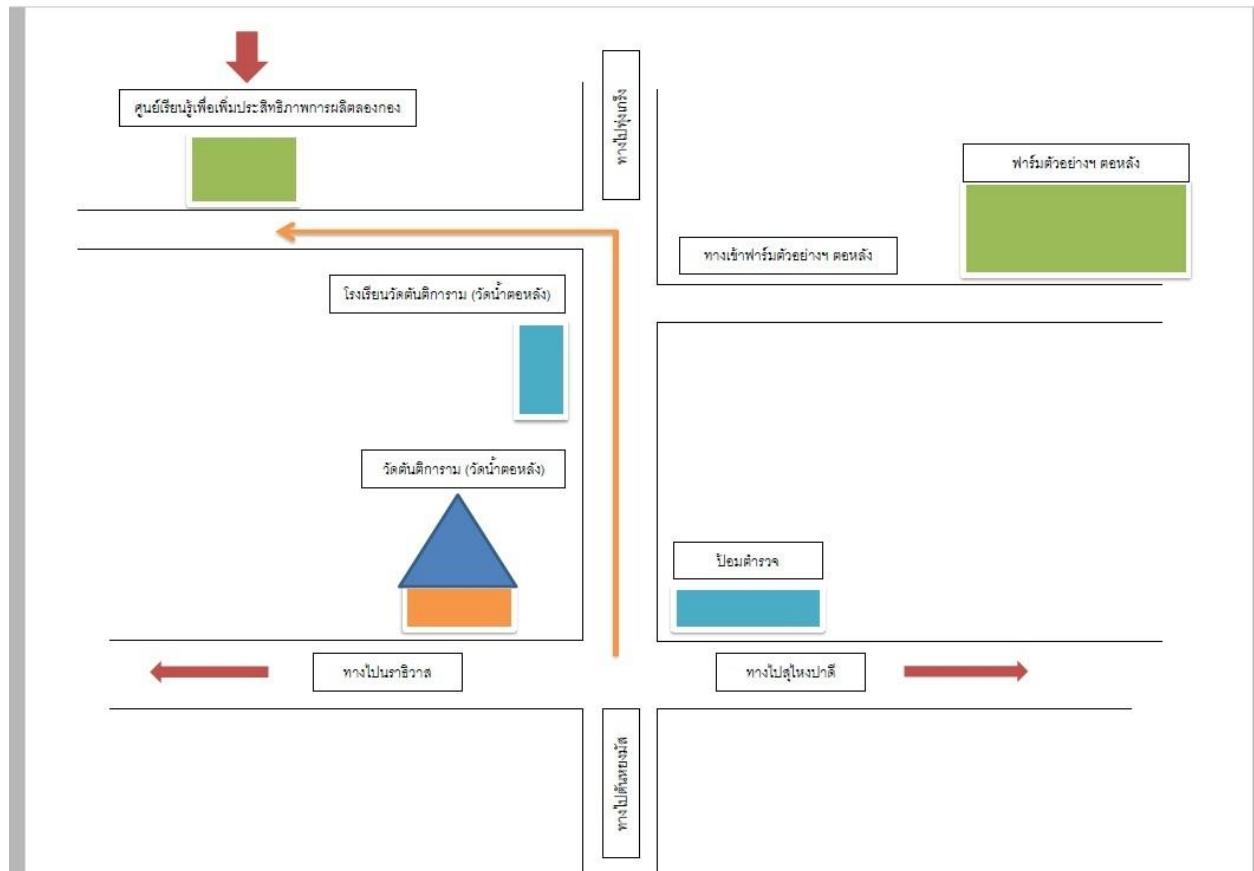 ศูนย์เรียนรู้เพื่อเพิ่มประสิทธิภาพการผลิตลองกอง
ทางไปทุ่งเกร็ง
ฟาร์มตัวอย่างฯ ตอหลัง
ทางเข้าฟาร์มตัวอย่างฯ ตอหลัง
โรงเรียนวัดตันติการาม (วัดน้ำตอหลัง)
วัดตันติการาม (วัดน้ำตอหลัง)
ป้อมตำรวจ
ทางไปนราธิวาส
ทางไปสุไหงปาดี
ทางไปตันหยงมัส